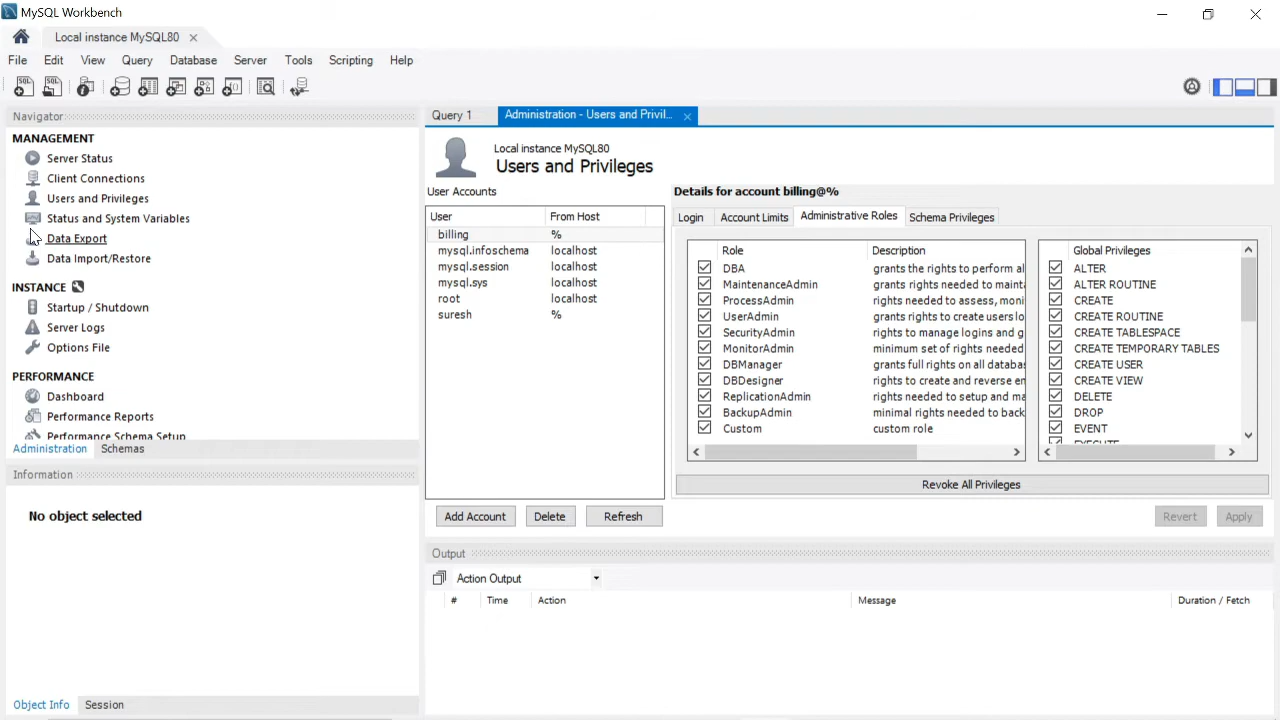 MySQL Workbench
Local instance MySQL80
File Edit View Query Database Server Tools Scripting Help
Navigator
MANAGEMENT
Server Status
Client Connections
Users and Privileges
Status and System Variables
Data Export
Data Import/Restore
INSTANCE
Startup / Shutdown
Server Logs
Options File
PERFORMANCE
Dashboard
Performance Reports
Performance Schema Setup
Administration Schemas
Information
No object selected
Object Info Session
Query 1 Administration - Users and Privil...
Local instance MySQL80
Users and Privileges
User Accounts
User From Host
billing %
mysql.infoschema localhost
mysql.session localhost
mysql.sys localhost
root localhost
suresh %
Add Account Delete Refresh
Details for account billing@%
Login Account Limits Administrative Roles Schema Privileges
Role Description
DBA grants the rights to perform al
MaintenanceAdmin grants rights needed to mainta
ProcessAdmin rights needed to assess, moni
UserAdmin grants rights to create users lo
SecurityAdmin rights to manage logins and g
MonitorAdmin minimum set of rights needed
DBManager grants full rights on all databas
DBDesigner rights to create and reverse en
ReplicationAdmin rights needed to setup and ma
BackupAdmin minimal rights needed to back
Custom custom role
Global Privileges
ALTER
ALTER ROUTINE
CREATE
CREATE ROUTINE
CREATE TABLESPACE
CREATE TEMPORARY TABLES
CREATE USER
CREATE VIEW
DELETE
DROP
EVENT
EXECUTE
Revoke All Privileges
Revert Apply
Output
Action Output
# Time Action Message Duration / Fetch